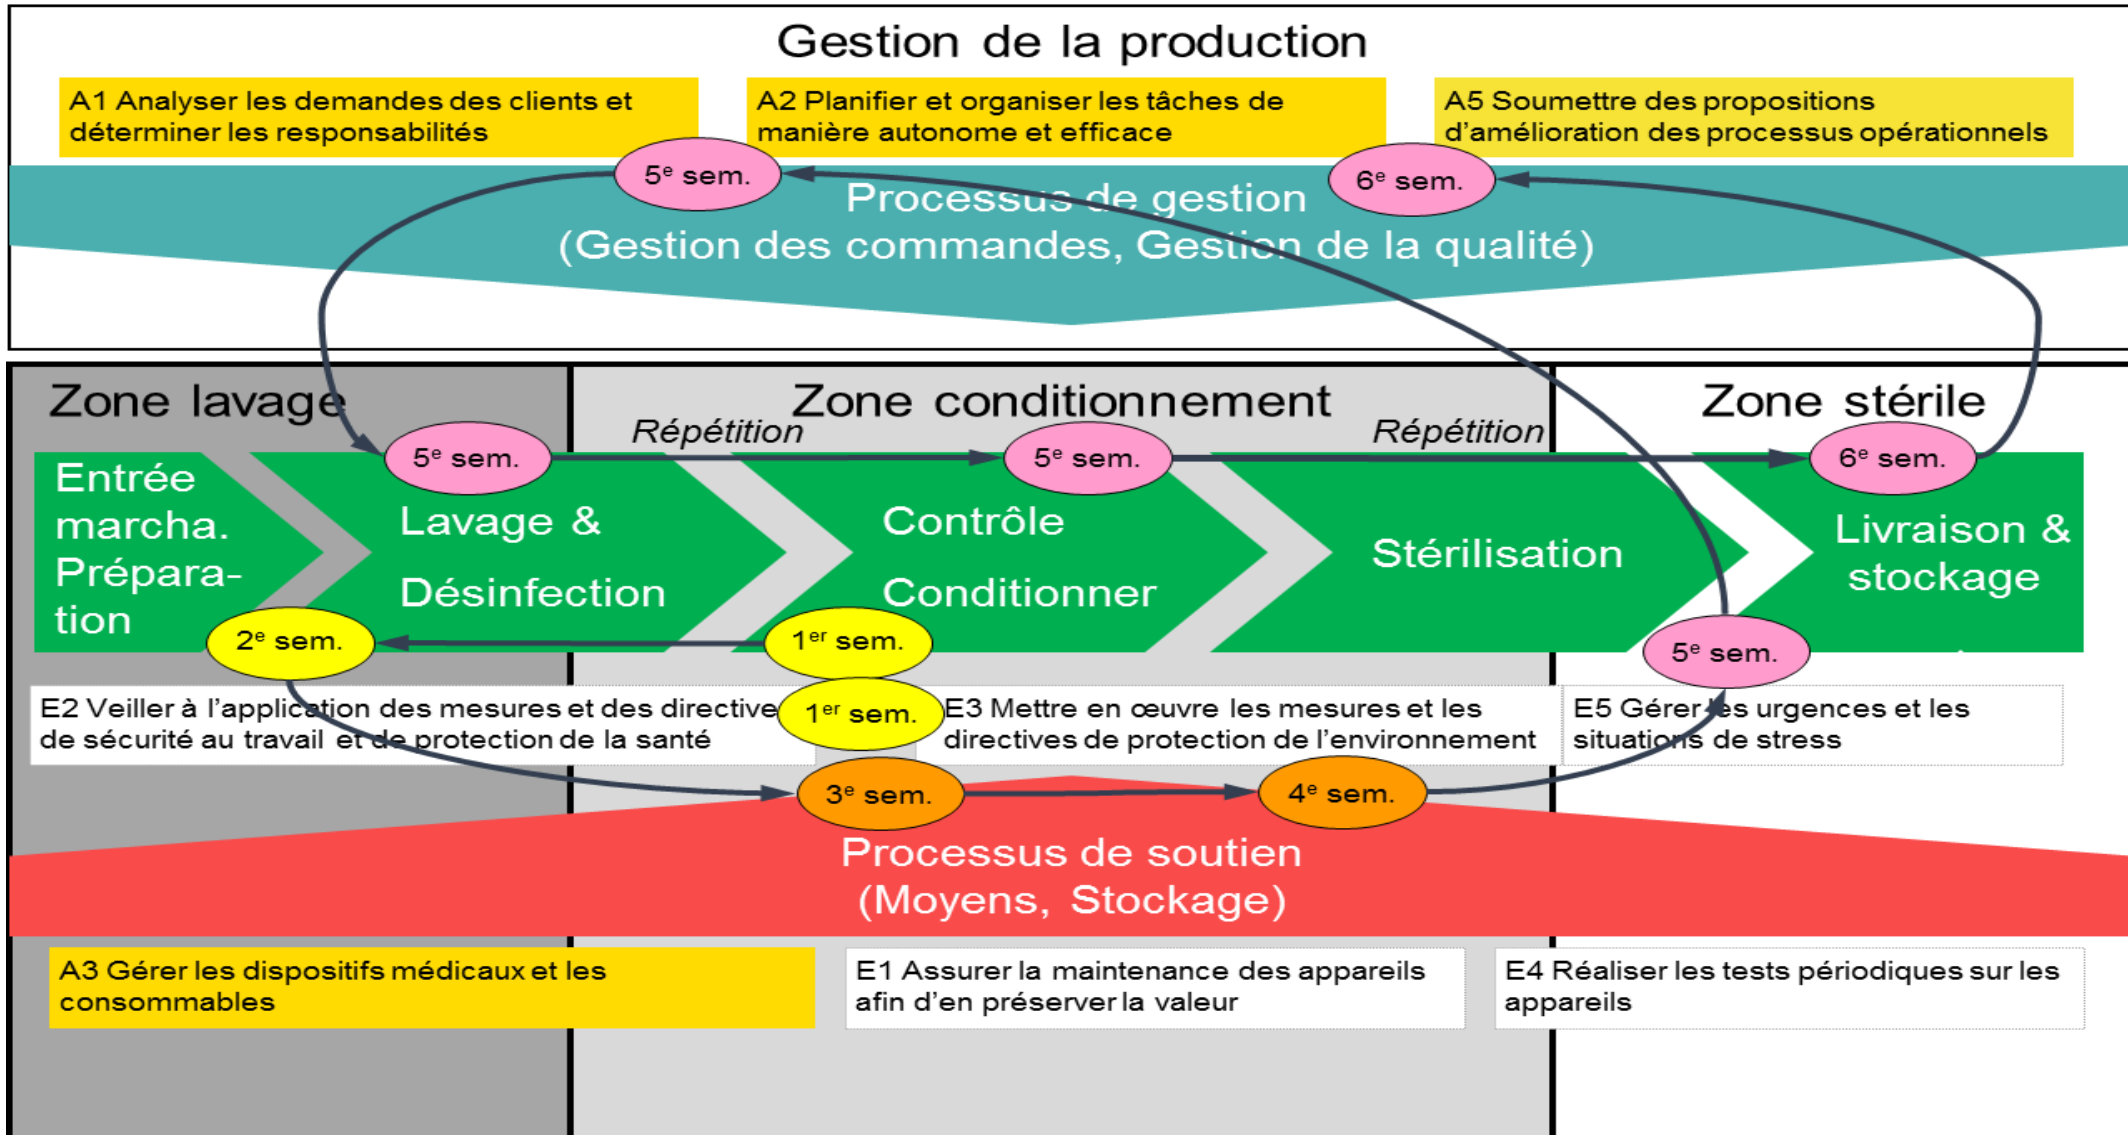 Gestion de la production
A1 Analyser les demandes des clients et
déterminer les responsabilités
A2 Planifier et organiser les tâches de
manière autonome et efficace
A5 Soumettre des propositions
d'amélioration des processus opérationnels
5e sem.
6e sem.
Processus de gestion
(Gestion des commandes, Gestion de la qualité)
Zone lavage
Zone conditionnement
Zone stérile
Répétition
Répétition
5e sem.
5e sem.
6e sem.
Entrée
marcha.
Prépara-
tion
Lavage &
Désinfection
Contrôle
Conditionner
Stérilisation
Livraison &
stockage
2e sem.
1er sem.
5e sem.
E2 Veiller à l'application des mesures et des directive
de sécurité au travail et de protection de la santé
1er sem.
E3 Mettre en œuvre les mesures et les
directives de protection de l'environnement
E5 Gérer les urgences et les
situations de stress
3e sem.
4e sem.
Processus de soutien
(Moyens, Stockage)
A3 Gérer les dispositifs médicaux et les
consommables
E1 Assurer la maintenance des appareils
afin d'en préserver la valeur
E4 Réaliser les tests périodiques sur les
appareils